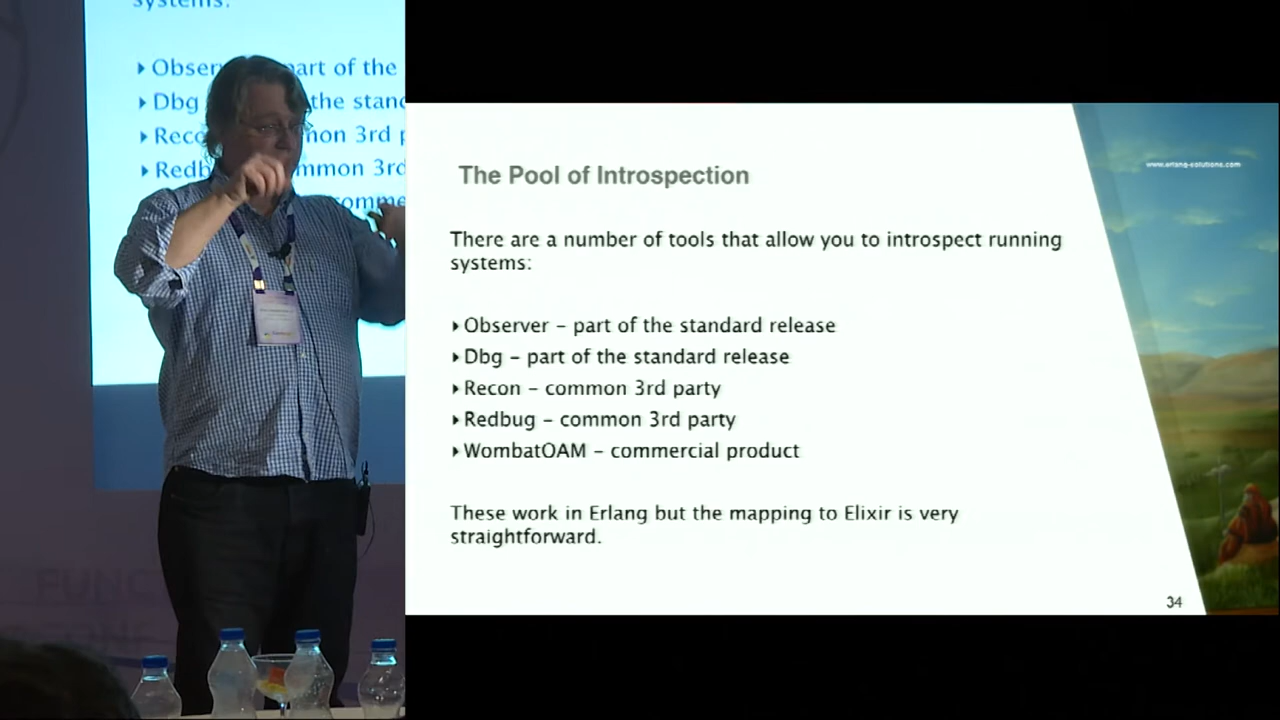 systems:
Obser part of the
Dbg the stand
Reco mon 3rd p
Redb mmon 3rd
comme
The Pool of Introspection
www.erlang-solutions.com
There are a number of tools that allow you to introspect running
systems:
Observer – part of the standard release
Dbg – part of the standard release
Recon – common 3rd party
Redbug – common 3rd party
WombatOAM – commercial product
These work in Erlang but the mapping to Elixir is very
straightforward.
34
FUNCT